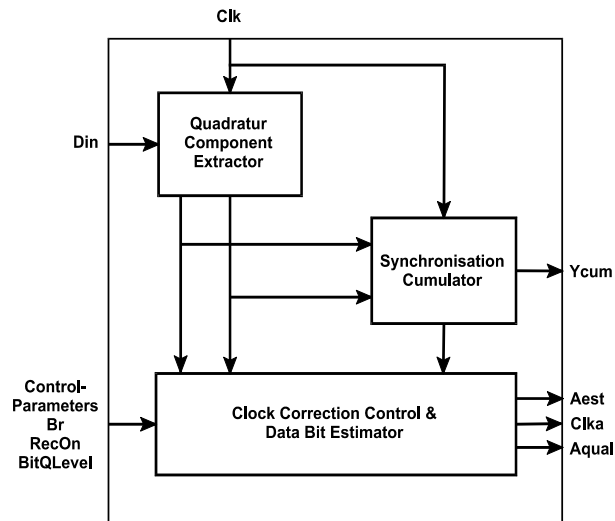 Clk
Din
Quadratur
Component
Extractor
Synchronisation
Cumulator
Ycum
Control-
Parameters
Br
RecOn
BitQLevel
Clock Correction Control &
Data Bit Estimator
Aest
Clka
Aqual